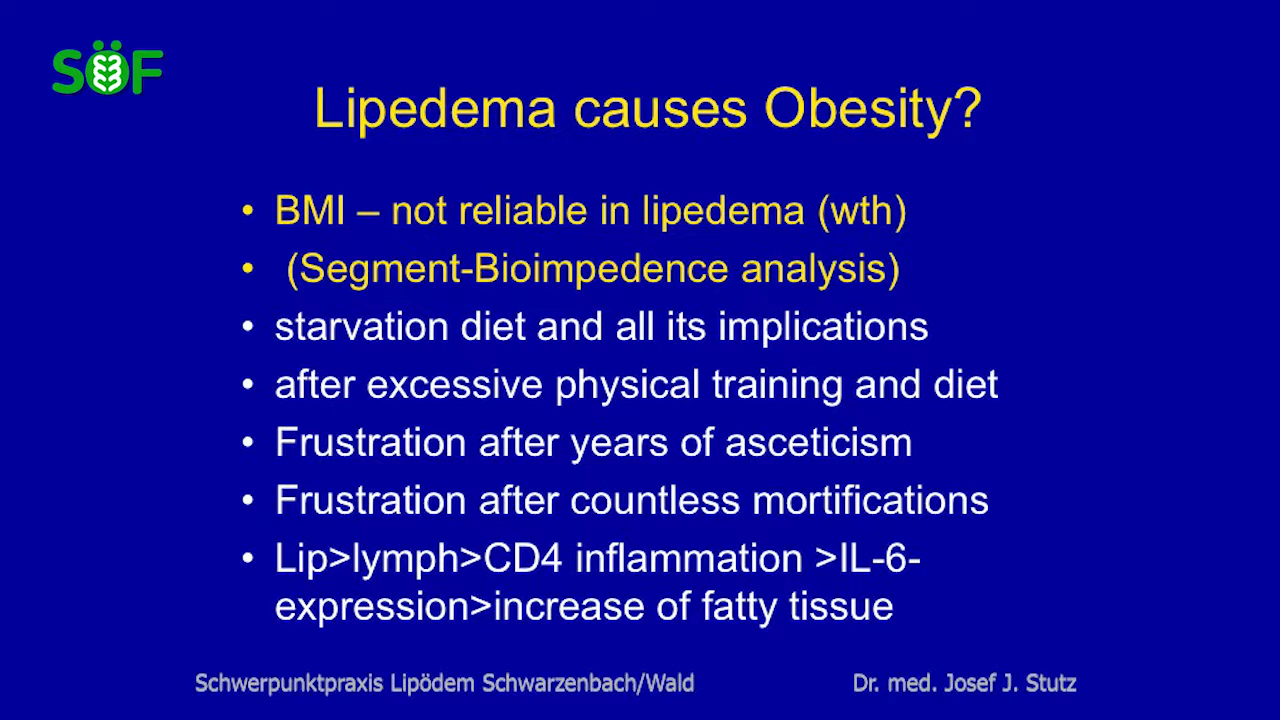 SÖF
Lipedema causes Obesity?
• BMI – not reliable in lipedema (wth)
• (Segment-Bioimpedence analysis)
• starvation diet and all its implications
• after excessive physical training and diet
• Frustration after years of asceticism
• Frustration after countless mortifications
• Lip>lymph>CD4 inflammation >IL-6-
expression>increase of fatty tissue
Schwerpunktpraxis Lipödem Schwarzenbach/Wald Dr. med. Josef J. Stutz